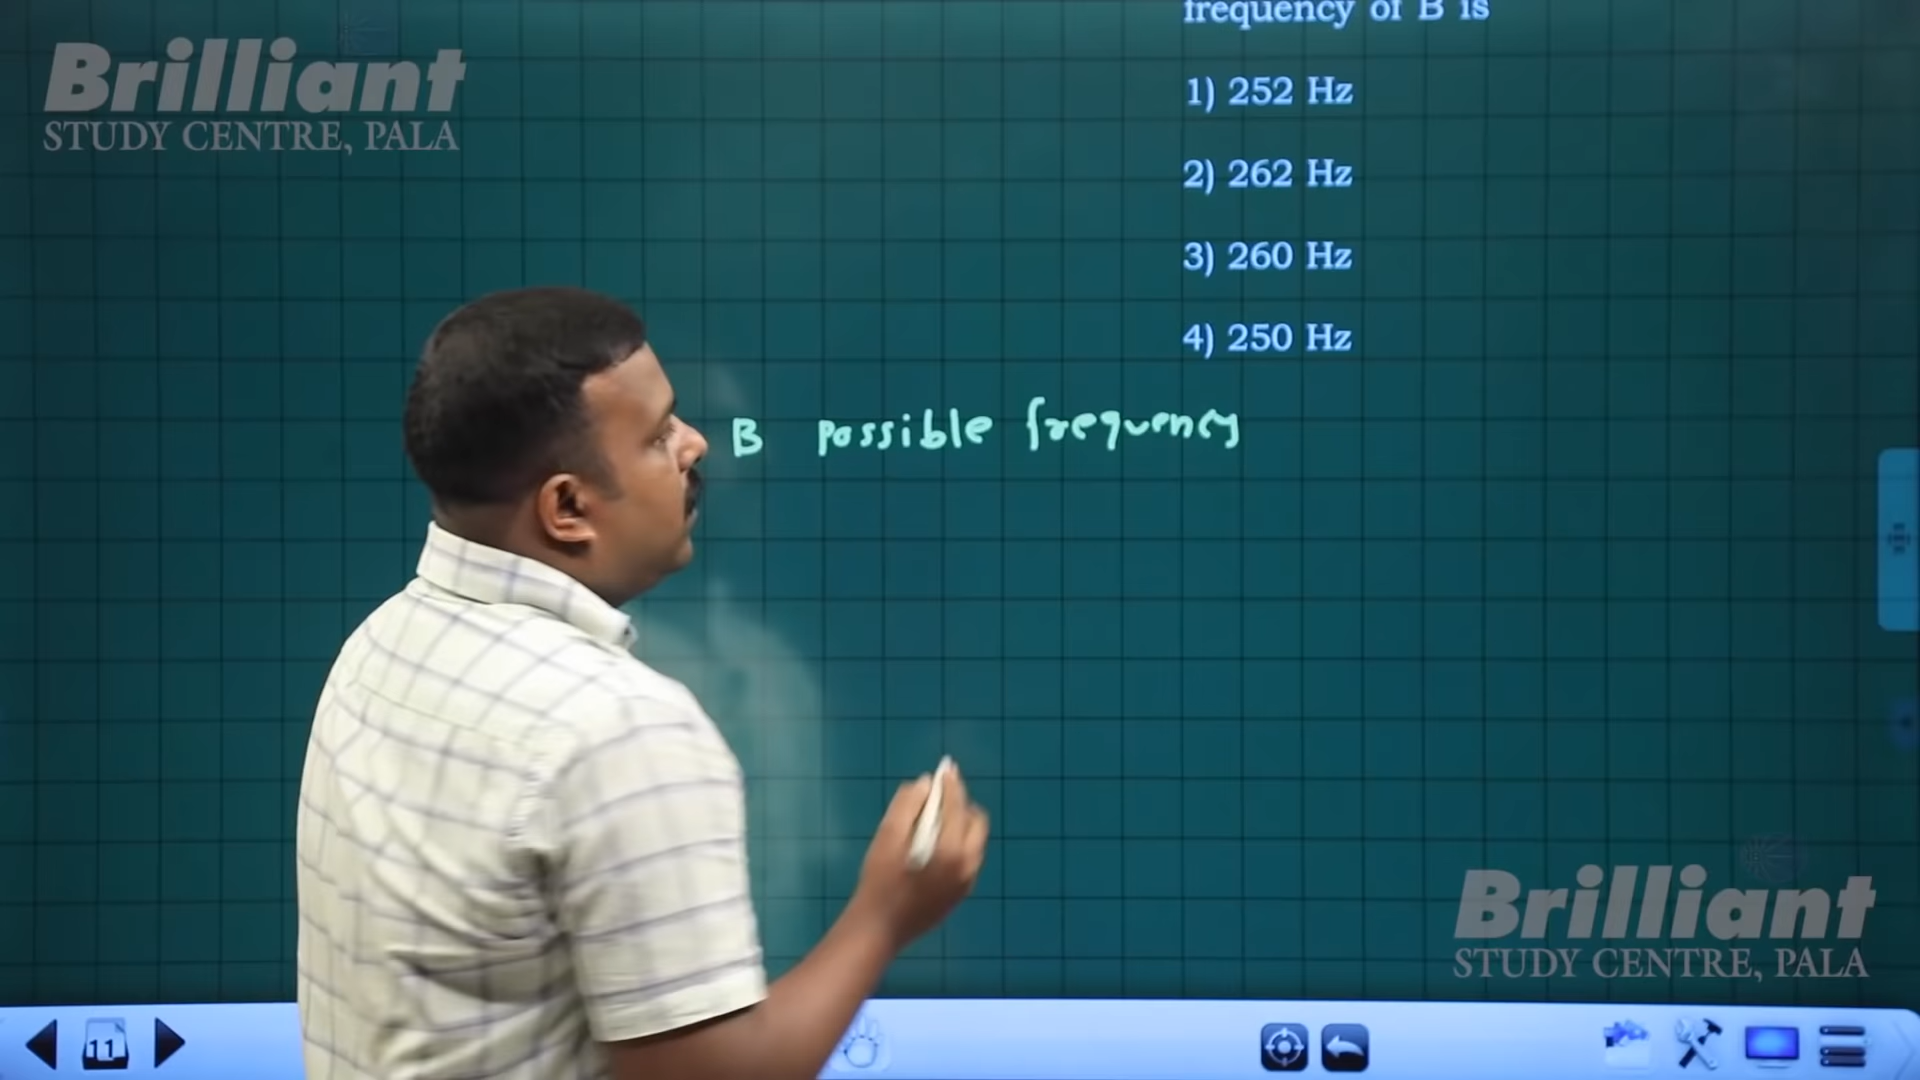 frequency of B is
Brilliant
STUDY CENTRE, PALA
1) 252 Hz
2) 262 Hz
3) 260 Hz
4) 250 Hz
B possible frequency
Brilliant
STUDY CENTRE, PALA
11